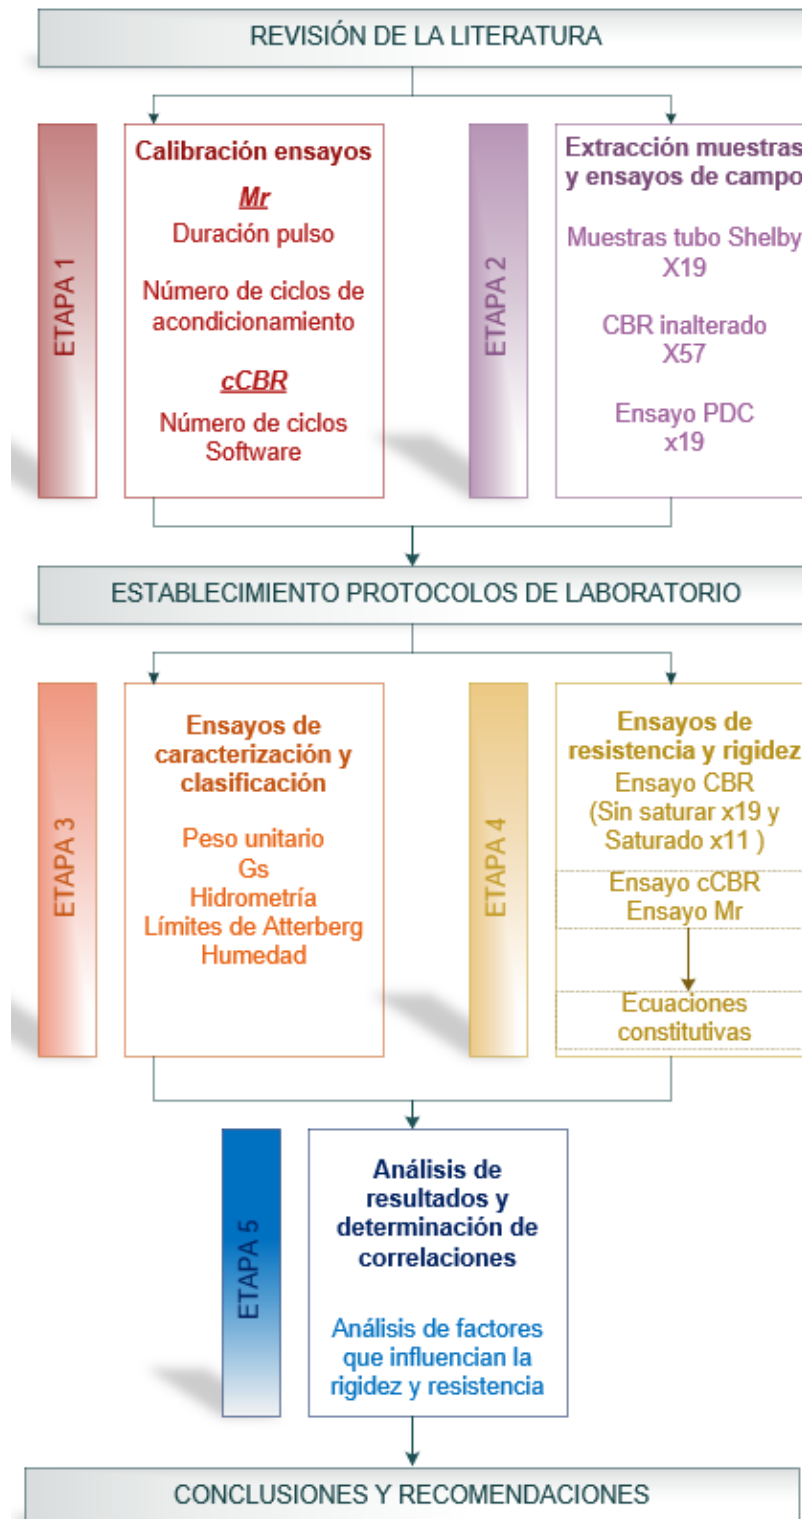 REVISIÓN DE LA LITERATURA
ETAPA 1
Calibración ensayos
Mr
Duración pulso
Número de ciclos de
acondicionamiento
cCBR
Número de ciclos
Software
ETAPA 2
Extracción muestras
y ensayos de campo
Muestras tubo Shelby
X19
CBR inalterado
X57
Ensayo PDC
x19
ESTABLECIMIENTO PROTOCOLOS DE LABORATORIO
ETAPA 3
Ensayos de
caracterización y
clasificación
Peso unitario
Gs
Hidrometría
Límites de Atterberg
Humedad
ETAPA 4
Ensayos de
resistencia y rigidez
Ensayo CBR
(Sin saturar x19 y
Saturado x11 )
Ensayo cCBR
Ensayo Mr
Ecuaciones
constitutivas
ETAPA 5
Análisis de
resultados y
determinación de
correlaciones
Análisis de factores
que influencian la
rigidez y resistencia
CONCLUSIONES Y RECOMENDACIONES